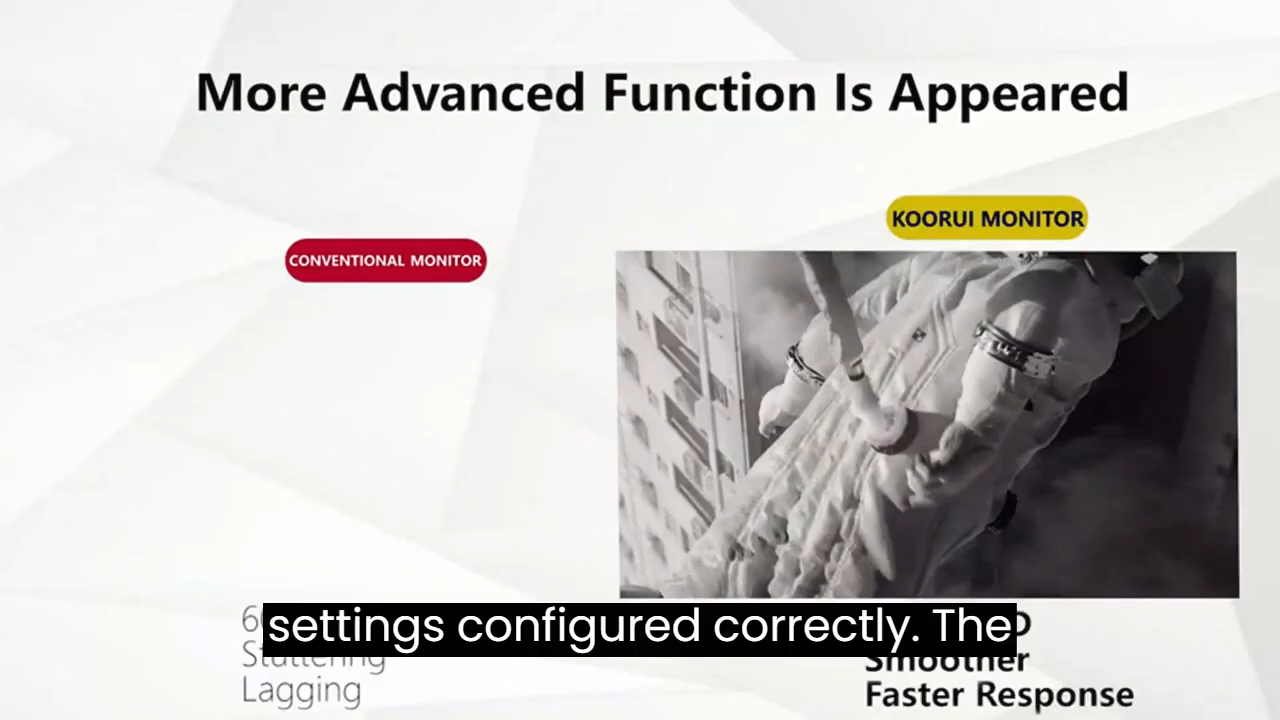 More Advanced Function Is Appeared
KOORUI MONITOR
CONVENTIONAL MONITOR
settings configured correctly. The
Stuttering
Smoother
Lagging
Faster Response